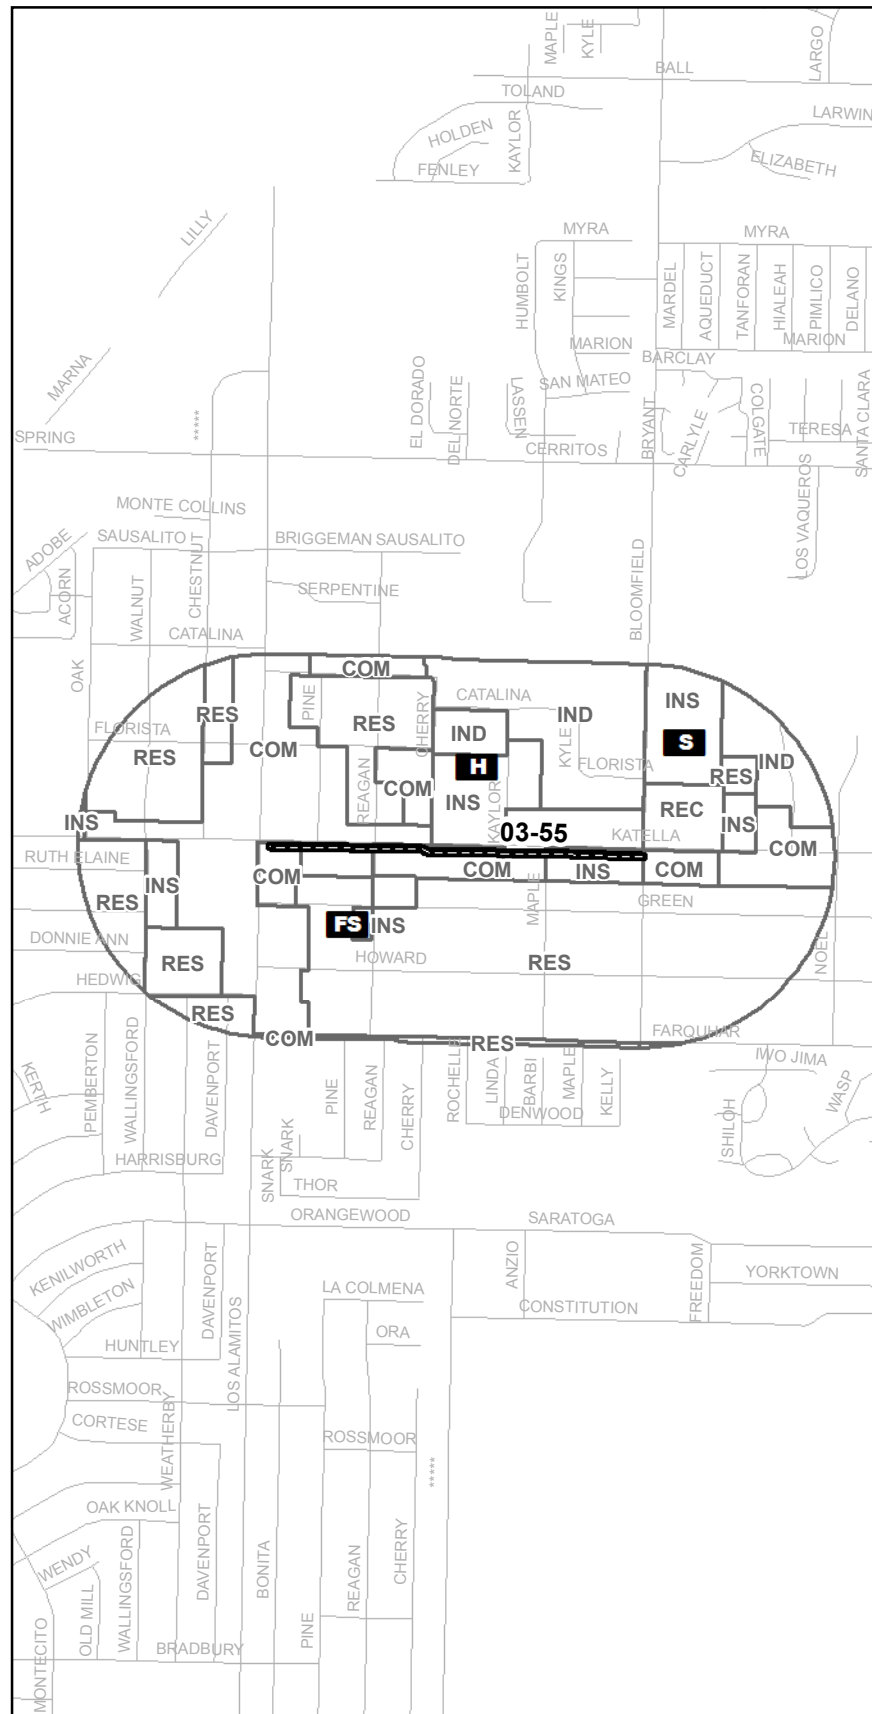 MAPLE
KYLE
LARGO
BALL
TOLAND
LARWIN
HOLDEN
KAYLOR
FENLEY
ELIZABETH
LILLY
MYRA
MYRA
HUMBOLT
KINGS
MARDEL
AQUEDUCT
TANFORAN
HIALEAH
PIMLICO
DELANO
MARION
MARION
BARCLAY
MARNA
SAN MATEO
EL DORADO
DEL NORTE
LASSEN
BRYANT
CARLYLE
COLGATE
TERESA
SANTA CLARA
*****
SPRING
CERRITOS
LOS VAQUEROS
MONTE COLLINS
ADOBE
SAUSALITO
CHESTNUT
BRIGGEMAN SAUSALITO
BLOOMFIELD
ACORN
WALNUT
SERPENTINE
CATALINA
OAK
COM
CATALINA
INS
PINE
RES
RES
CHERRY
IND
IND
KYLE
S
FLORISTA
RES
COM
H
FLORISTA
RES
IND
REAGAN
COM
INS
KAYLOR
REC
INS
INS
03-55
KATELLA
COM
RUTH ELAINE
INS
COM
COM
INS
COM
RES
MAPLE
GREEN
DONNIE ANN
FS
INS
NOEL
RES
HOWARD
RES
HEDWIG
RES
COM
RES
FARQUHAR
KERTH
PEMBERTON
WALLINGSFORD
DAVENPORT
PINE
REAGAN
CHERRY
ROCHELLE
LINDA
BARBI
MAPLE
KELLY
DENWOOD
IWO JIMA
SHILOH
WASP
HARRISBURG
SNARK
SNARK
THOR
ORANGEWOOD
SARATOGA
KENILWORTH
DAVENPORT
ANZIO
FREEDOM
YORKTOWN
WIMBLETON
LA COLMENA
CONSTITUTION
HUNTLEY
LOS ALAMITOS
ORA
ROSSMOOR
CORTESE
WEATHERBY
ROSSMOOR
*****
OAK KNOLL
WENDY
OLD MILL
WALLINGSFORD
DAVENPORT
BONITA
REAGAN
CHERRY
MONTECITO
BRADBURY
PINE